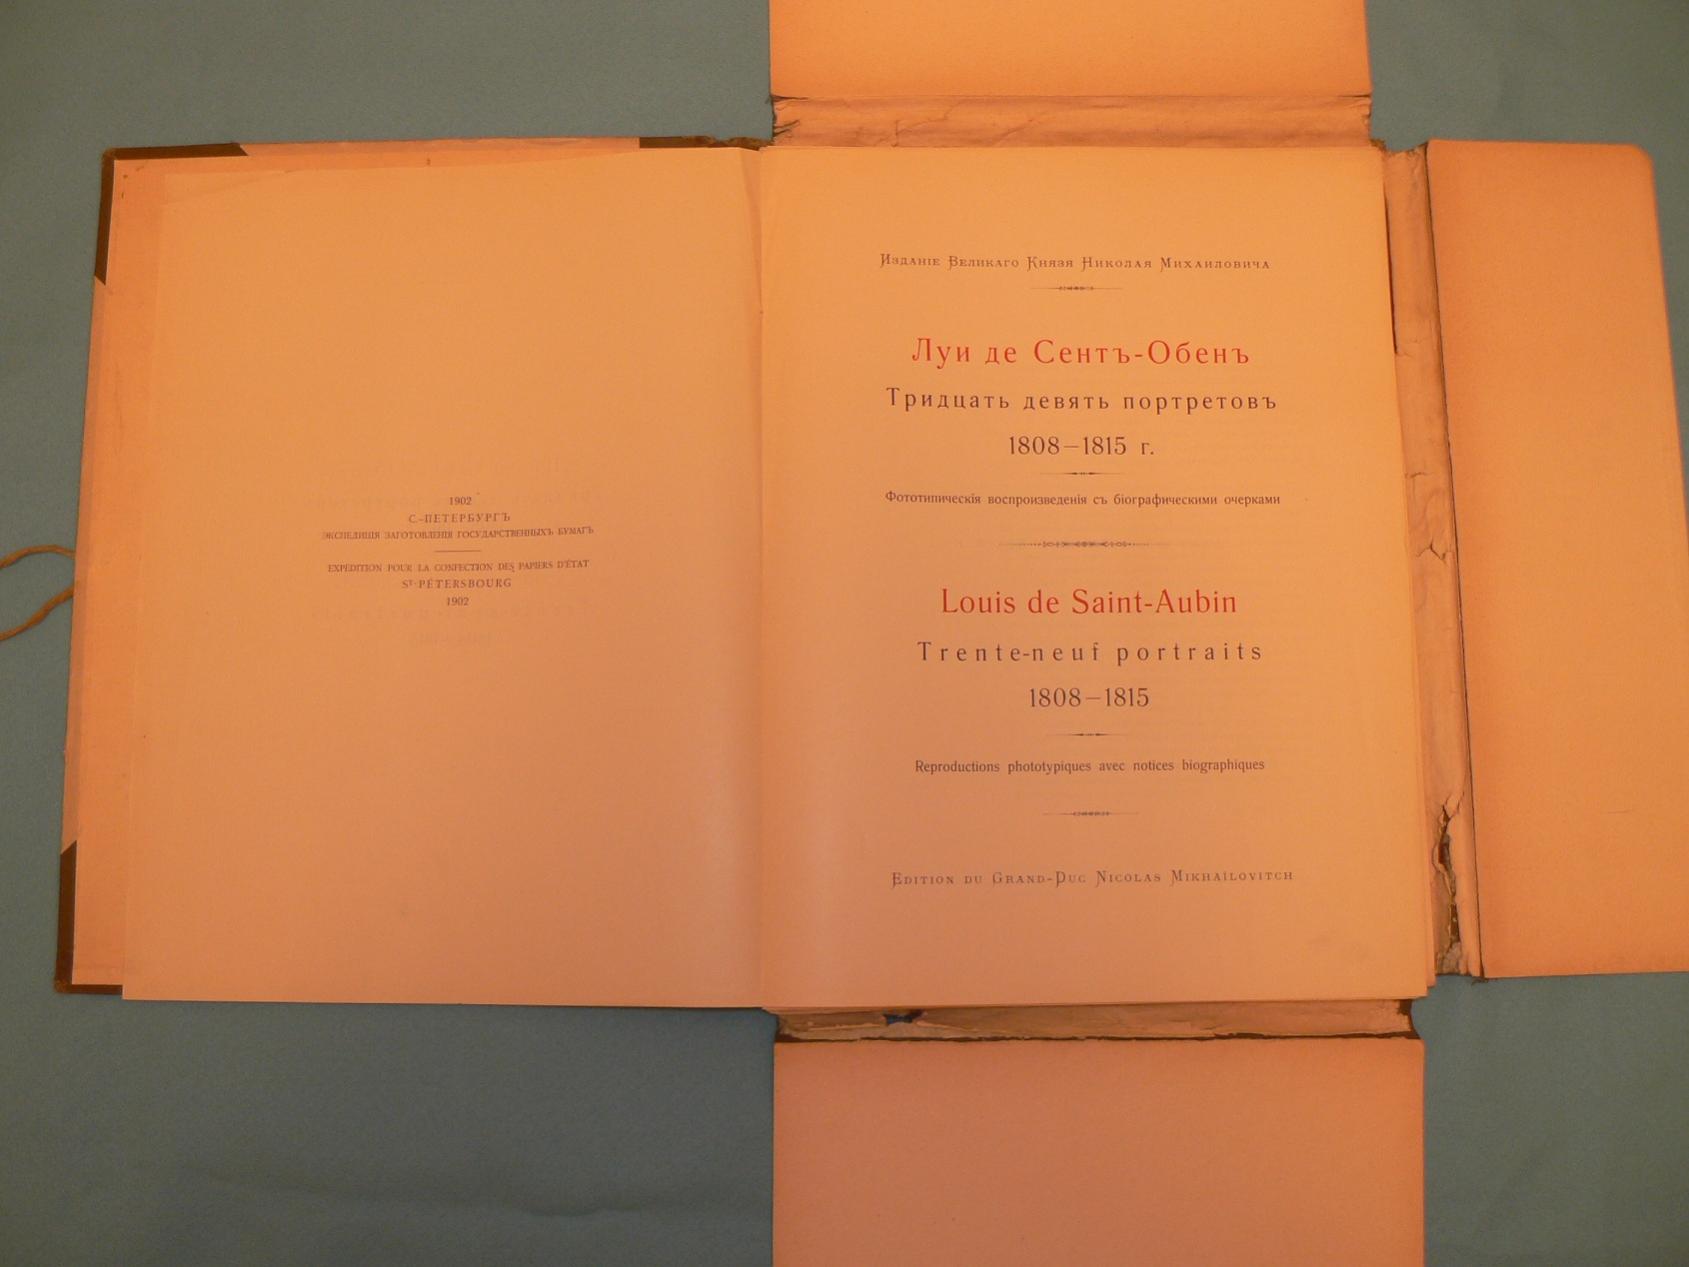 1902
С.-ПЕТЕРБУРГЪ
ЭКСПЕДИЦІЯ ЗАГОТОВЛЕНІЯ ГОСУДАРСТВЕННЫХЪ БУМАГЪ
EXPÉDITION POUR LA CONFECTION DES PAPIERS D'ÉTAT
ST-PÉTERSBOURG
1902
Изданіе Великаго Князя Николая Михаиловича
Луи де Сентъ-Обенъ
Тридцать девять портретовъ
1808–1815 г.
Фототипическія воспроизведенія съ біографическими очерками
Louis de Saint-Aubin
Trente-neuf portraits
1808–1815
Reproductions phototypiques avec notices biographiques
Edition du Grand-Duc Nicolas Mikhaïlovitch